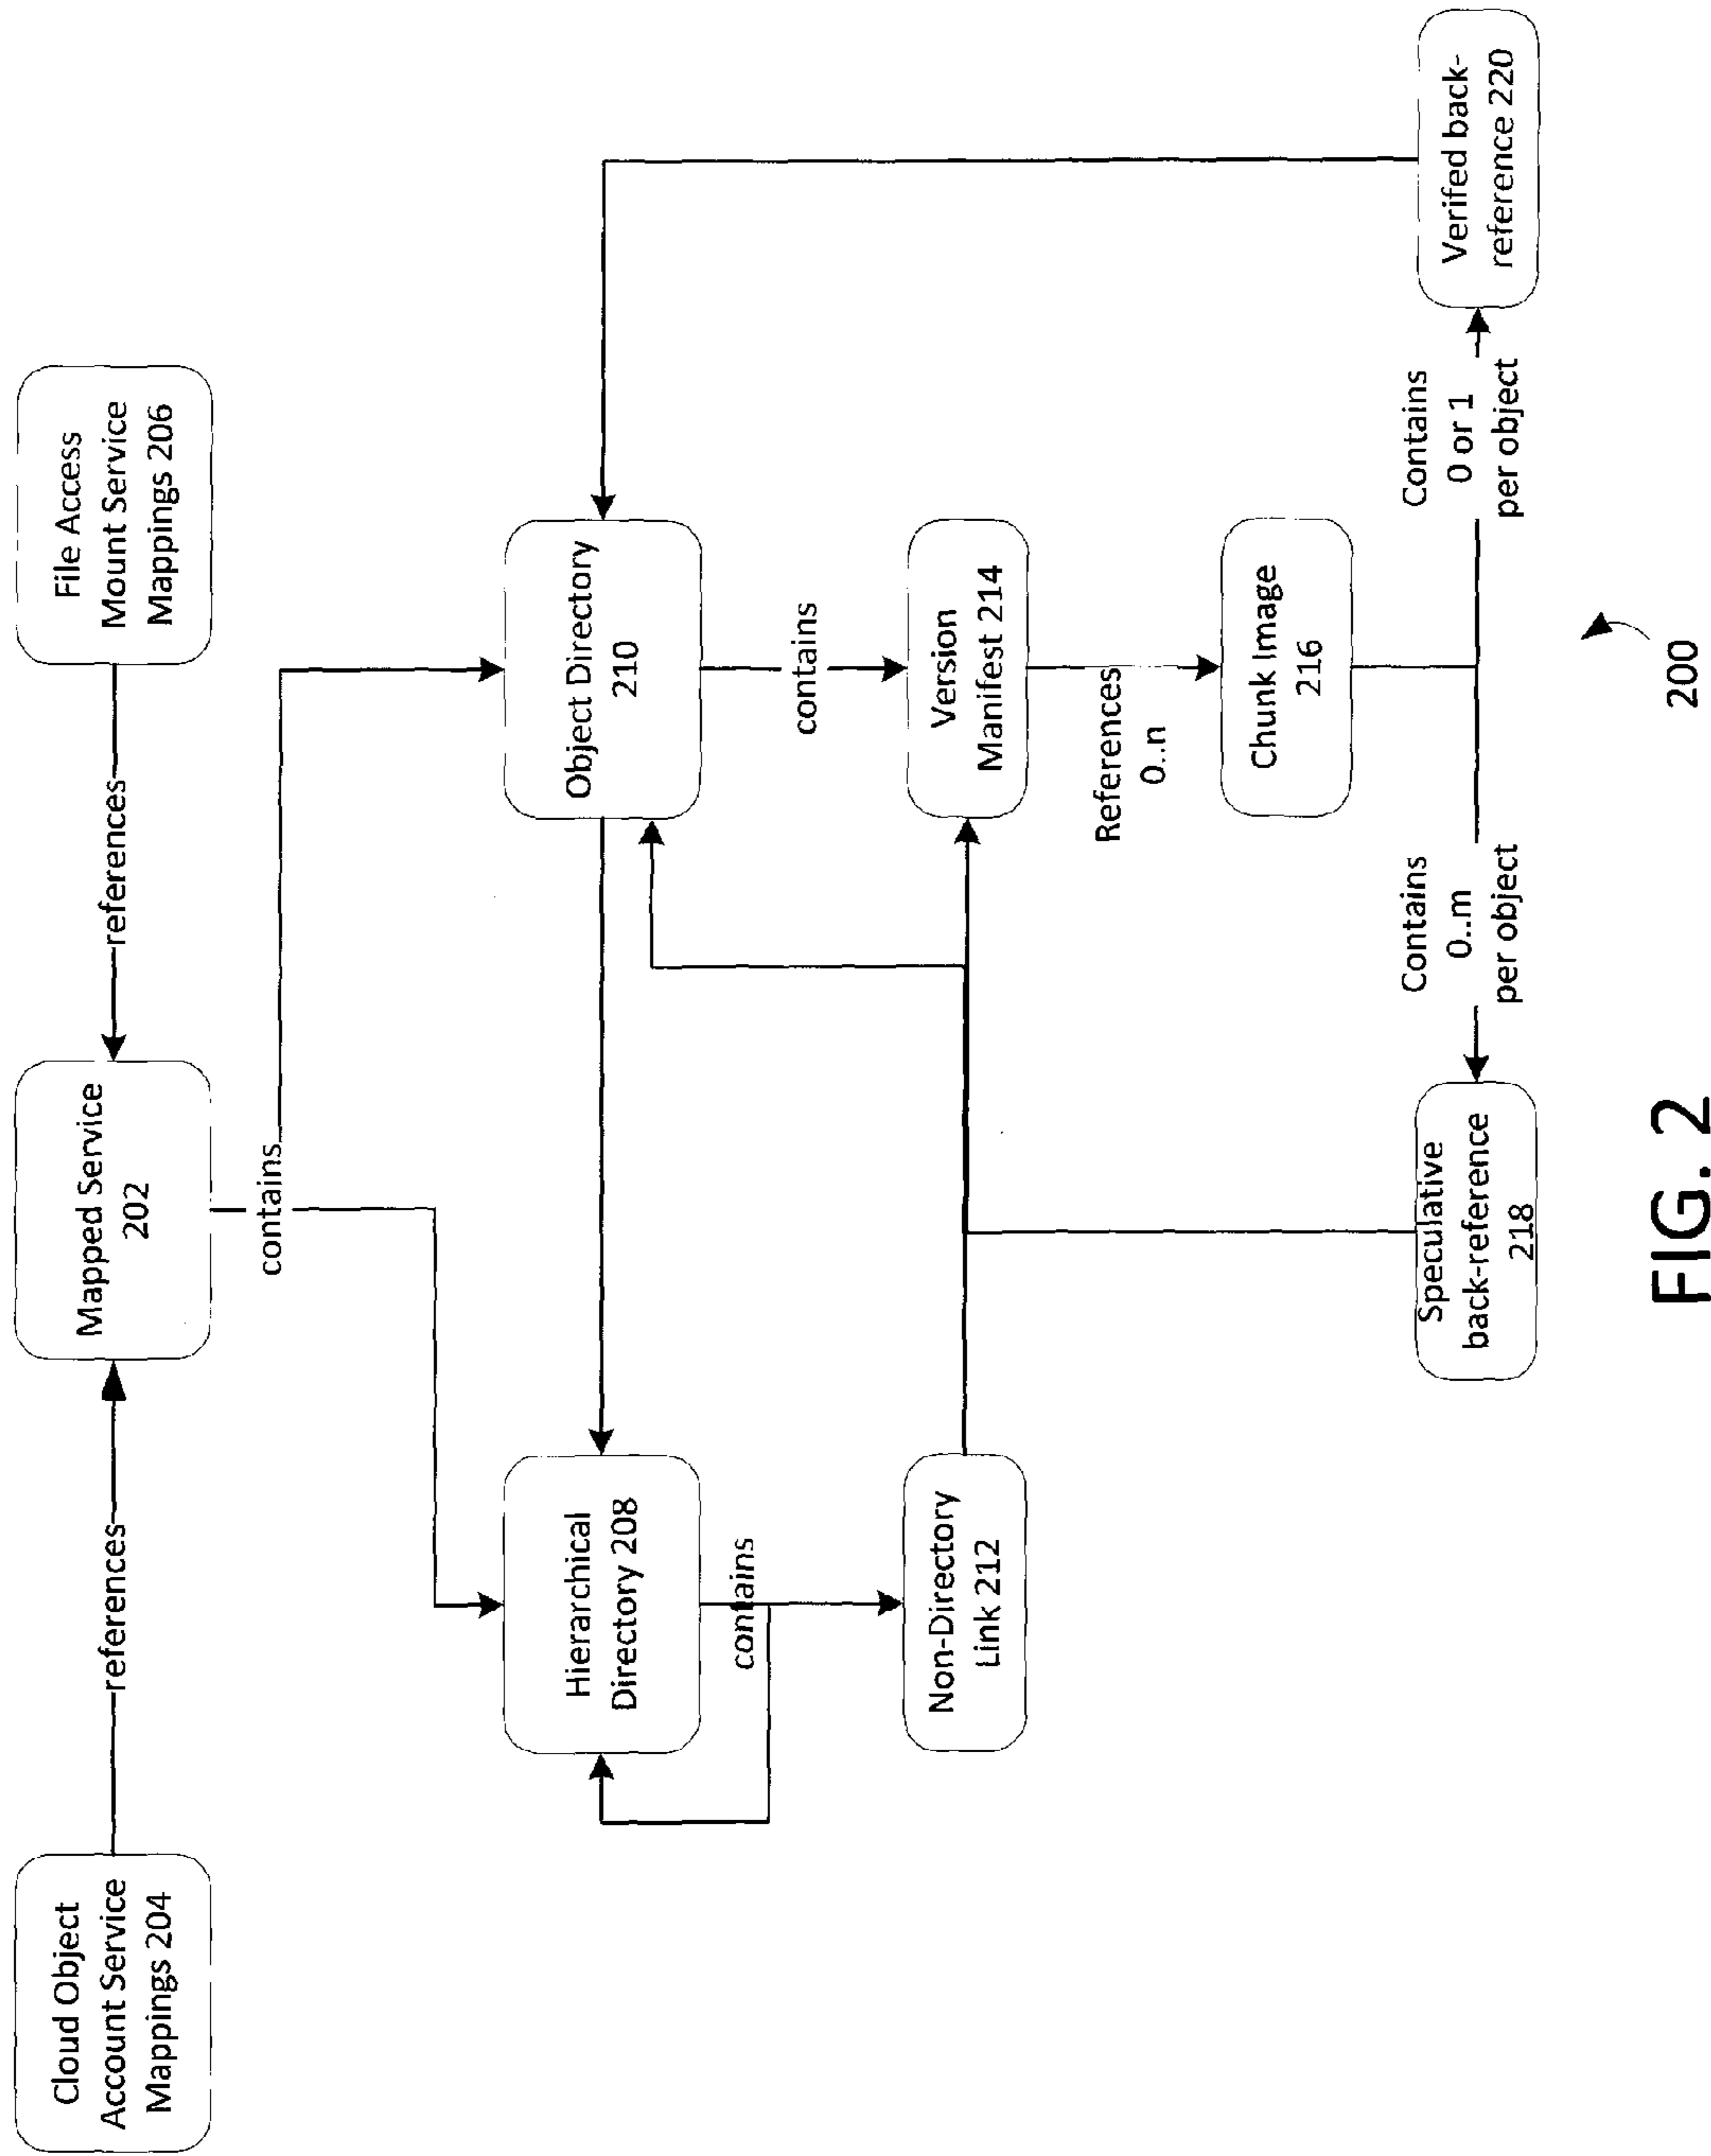 Cloud Object
Account Service
Mappings 204
references
Mapped Service
202
references
File Access
Mount Service
Mappings 206
contains
Hierarchical
Directory 208
Object Directory
210
contains
contains
Non-Directory
Link 212
Version
Manifest 214
References
0..n
Chunk Image
216
Contains
0..m
per object
Contains
0 or 1
per object
Speculative
back-reference
218
Verifed back-
reference 220
200
FIG. 2